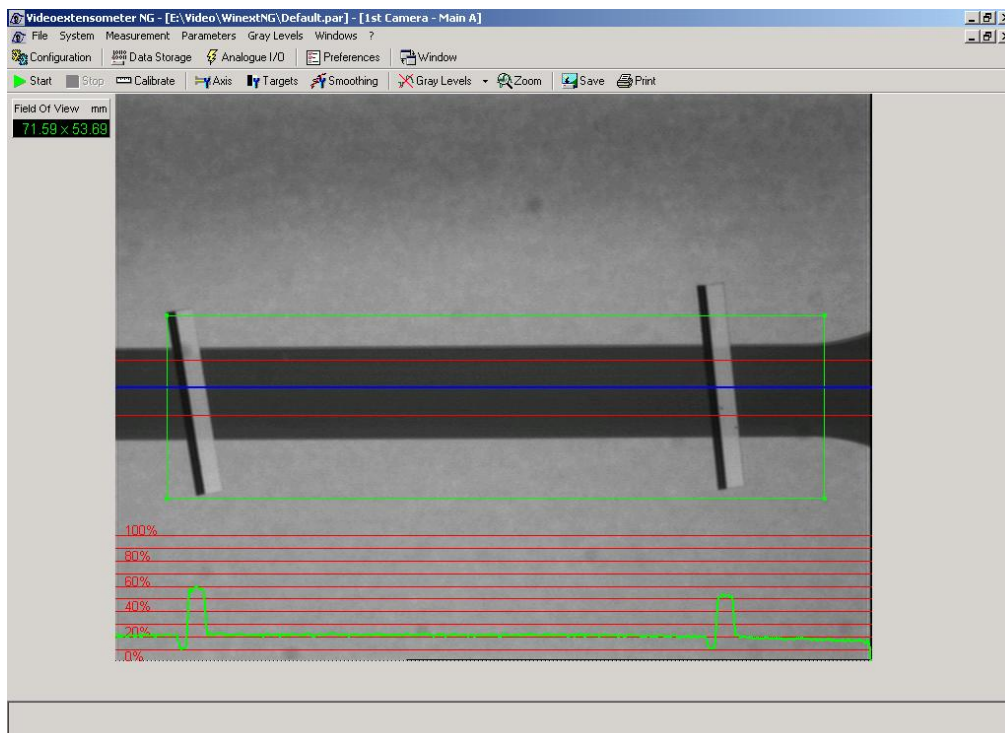 Videoextensometer NG - [E:\Video\WinextNG\Default.par] - [1st Camera - Main A]
File System Measurement Parameters Gray Levels Windows ?
Configuration Data Storage Analogue I/O Preferences Window
Start Stop Calibrate Axis Targets Smoothing Gray Levels Zoom Save Print
Field Of View mm
71.59 × 53.69
100%
80%
60%
40%
20%
0%